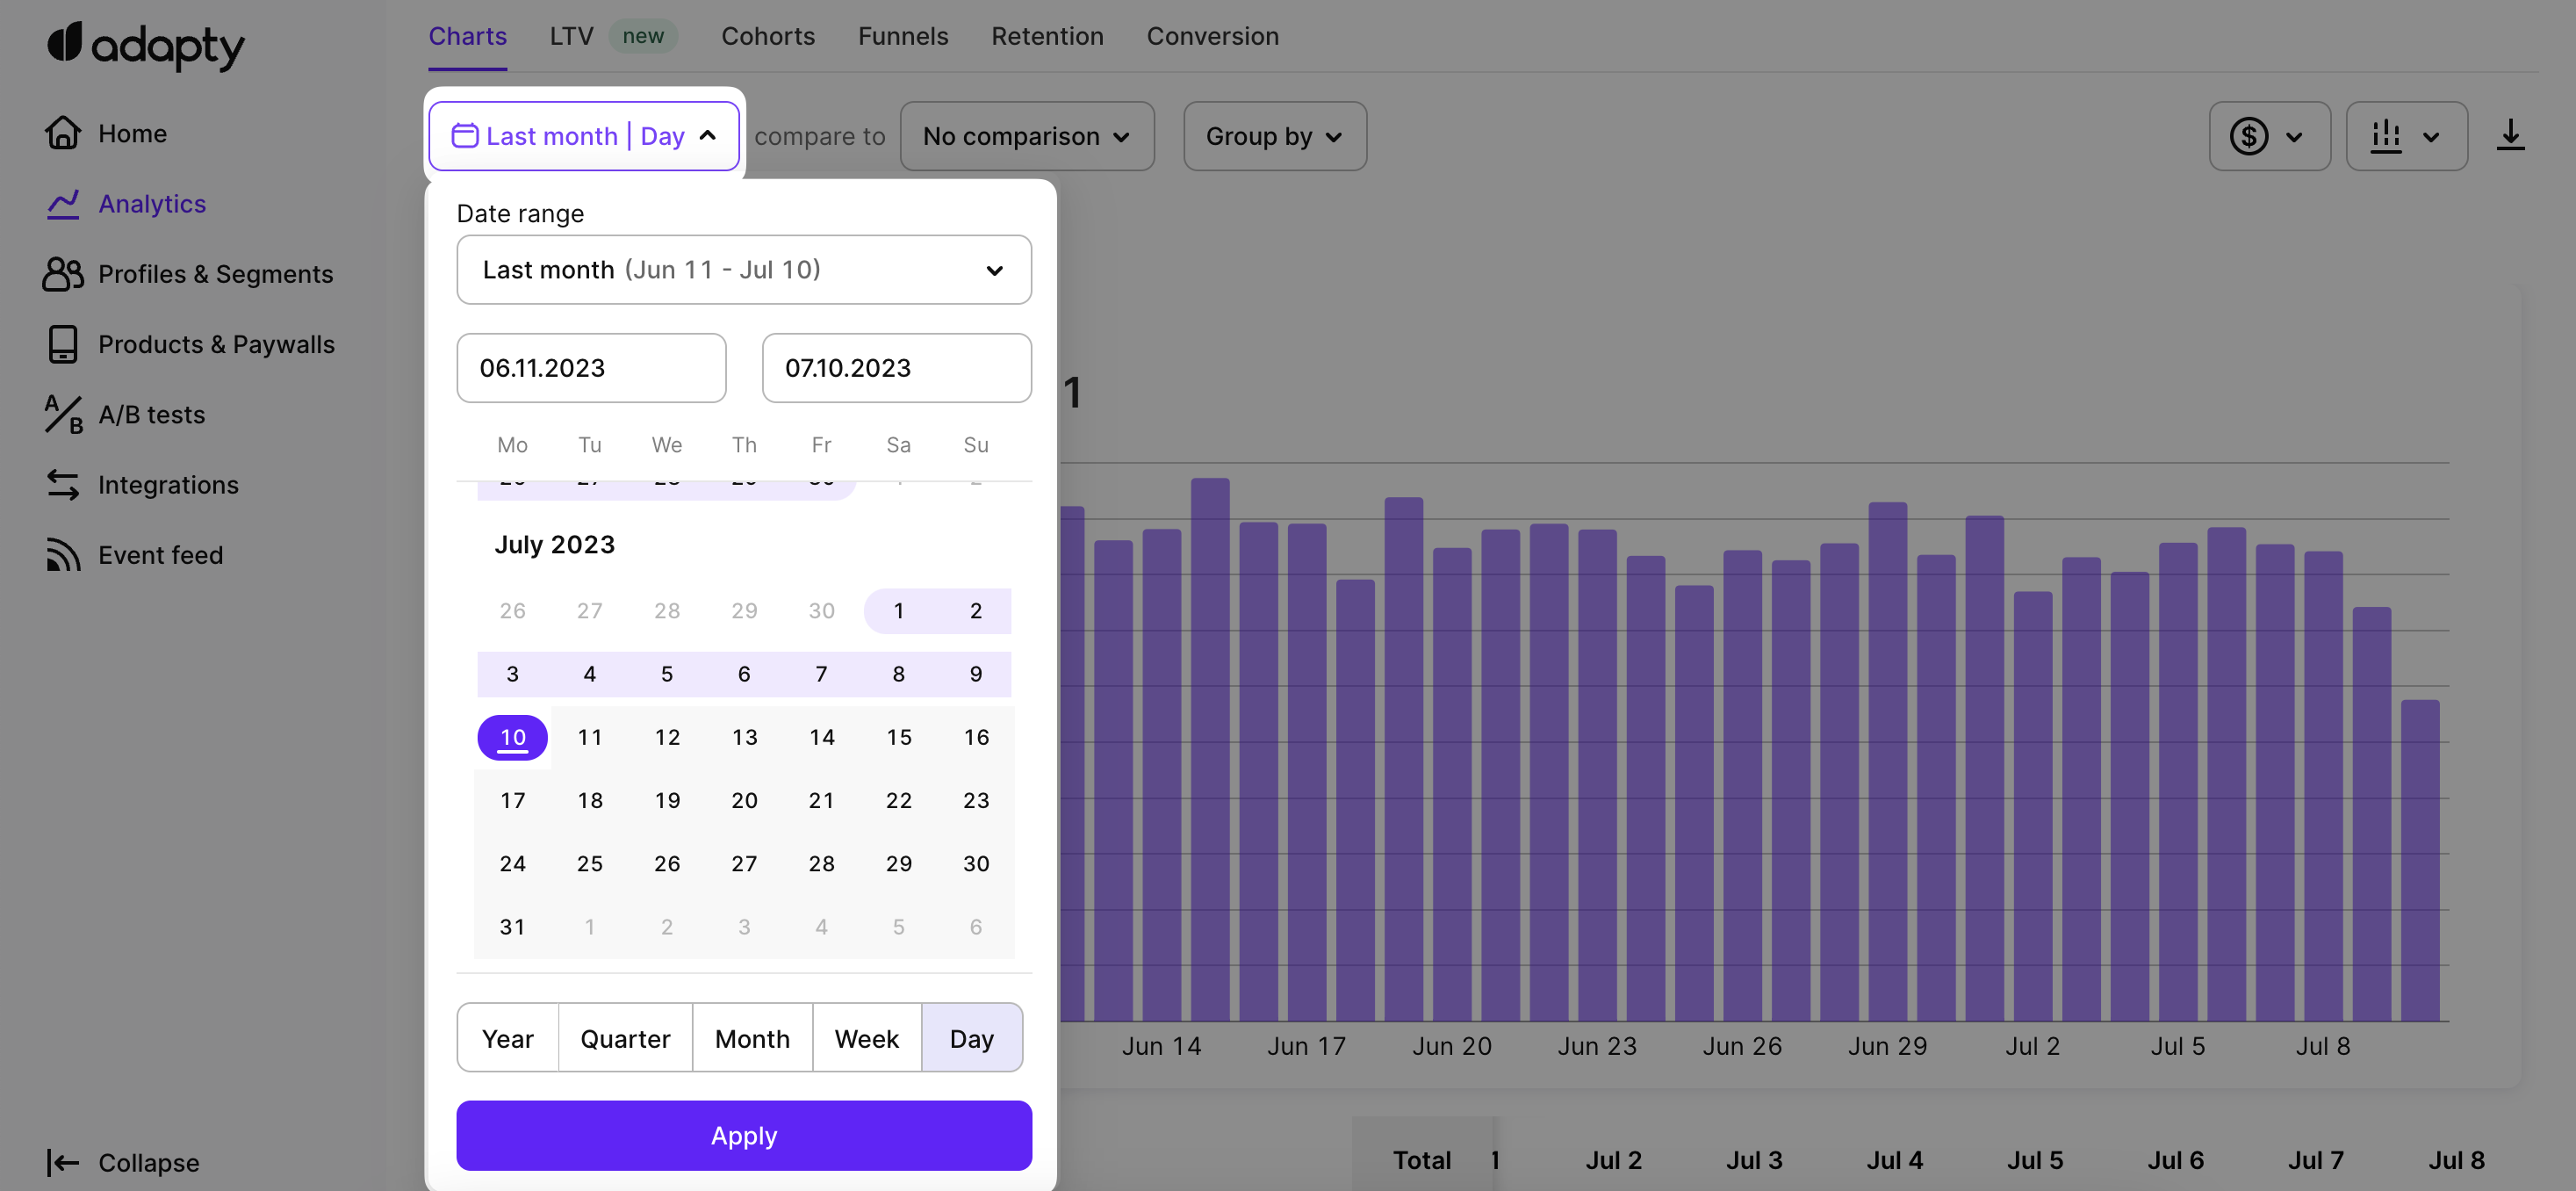 adapty
Home
Analytics
Profiles & Segments
Products & Paywalls
A/B tests
Integrations
Event feed
Collapse
Charts LTV new Cohorts Funnels Retention Conversion
Last month | Day compare to No comparison Group by
Date range
Last month (Jun 11 - Jul 10)
06.11.2023 07.10.2023
Mo Tu We Th Fr Sa Su
July 2023
26 27 28 29 30 1 2
3 4 5 6 7 8 9
10 11 12 13 14 15 16
17 18 19 20 21 22 23
24 25 26 27 28 29 30
31 1 2 3 4 5 6
Year Quarter Month Week Day
Apply
1
Jun 14 Jun 17 Jun 20 Jun 23 Jun 26 Jun 29 Jul 2 Jul 5 Jul 8
Total 1 Jul 2 Jul 3 Jul 4 Jul 5 Jul 6 Jul 7 Jul 8